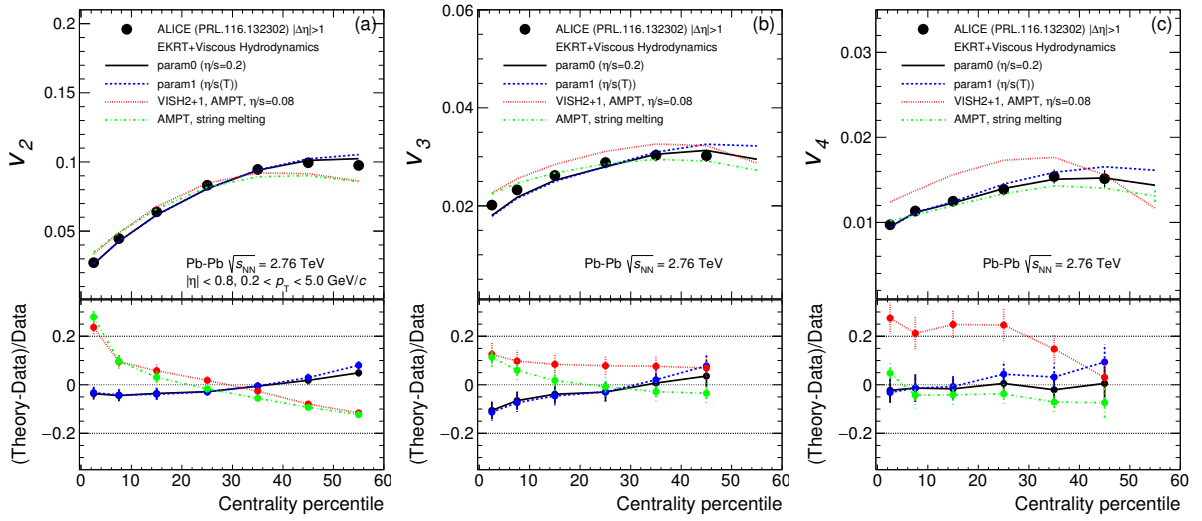 (a)
ALICE (PRL.116.132302) |Δη|>1
EKRT+Viscous Hydrodynamics
param0 (η/s=0.2)
param1 (η/s(T))
VISH2+1, AMPT, η/s=0.08
AMPT, string melting
v2
0.2
0.15
0.1
0.05
Pb-Pb √sNN = 2.76 TeV
|η| < 0.8, 0.2 < pT < 5.0 GeV/c
(Theory-Data)/Data
0.2
0
−0.2
0 10 20 30 40 50 60
Centrality percentile
(b)
ALICE (PRL.116.132302) |Δη|>1
EKRT+Viscous Hydrodynamics
param0 (η/s=0.2)
param1 (η/s(T))
VISH2+1, AMPT, η/s=0.08
AMPT, string melting
v3
0.06
0.04
0.02
Pb-Pb √sNN = 2.76 TeV
(Theory-Data)/Data
0.2
0
−0.2
0 10 20 30 40 50 60
Centrality percentile
(c)
ALICE (PRL.116.132302) |Δη|>1
EKRT+Viscous Hydrodynamics
param0 (η/s=0.2)
param1 (η/s(T))
VISH2+1, AMPT, η/s=0.08
AMPT, string melting
v4
0.03
0.02
0.01
Pb-Pb √sNN = 2.76 TeV
(Theory-Data)/Data
0.2
0
−0.2
0 10 20 30 40 50 60
Centrality percentile